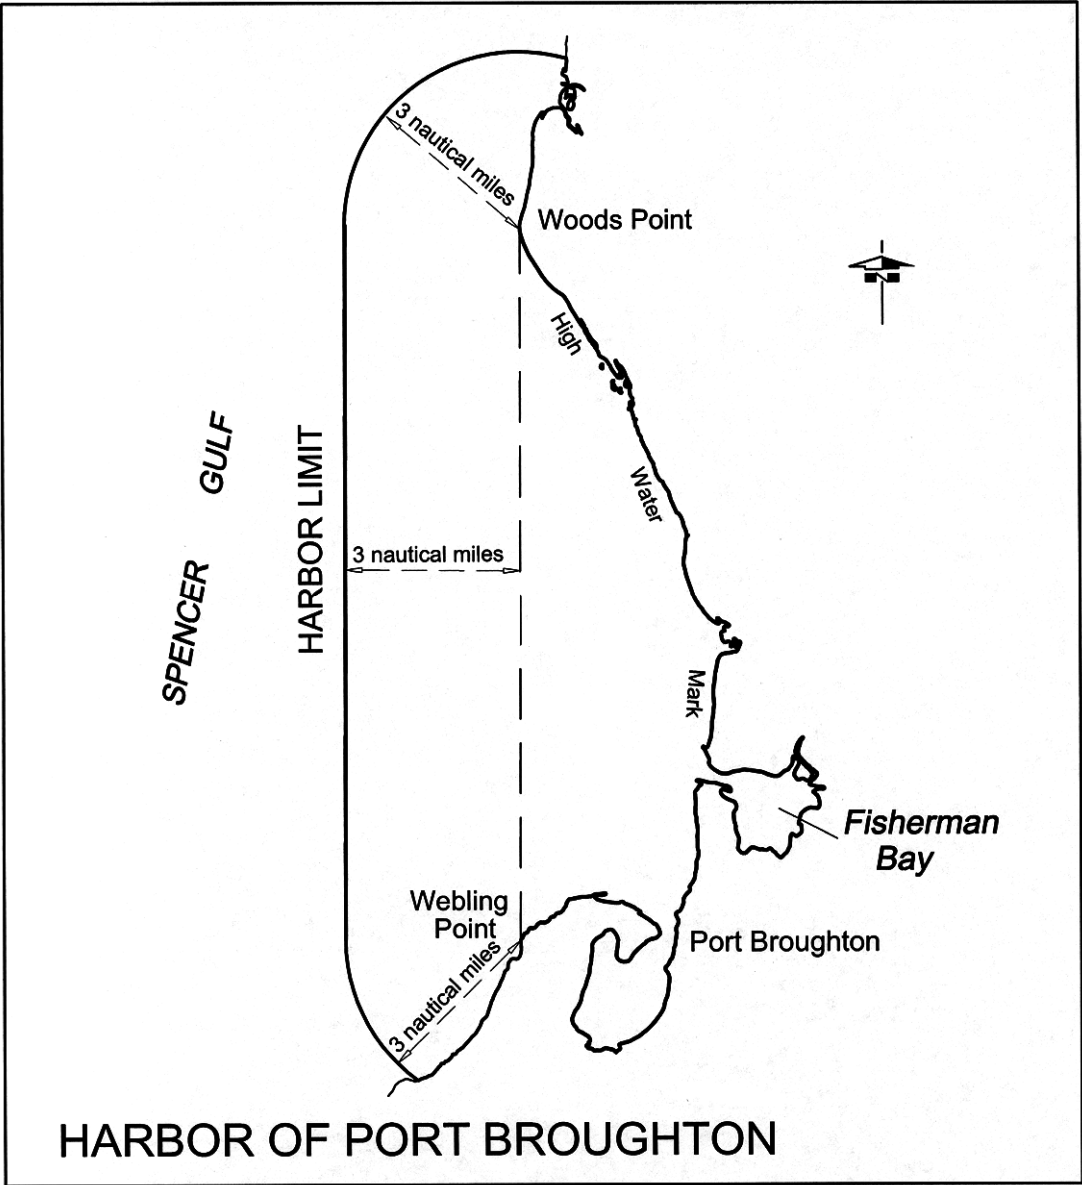 3 nautical miles
Woods Point
N
High
SPENCER GULF
HARBOR LIMIT
Water
3 nautical miles
Mark
Fisherman
Bay
Webling
Point
Port Broughton
3 nautical miles
HARBOR OF PORT BROUGHTON